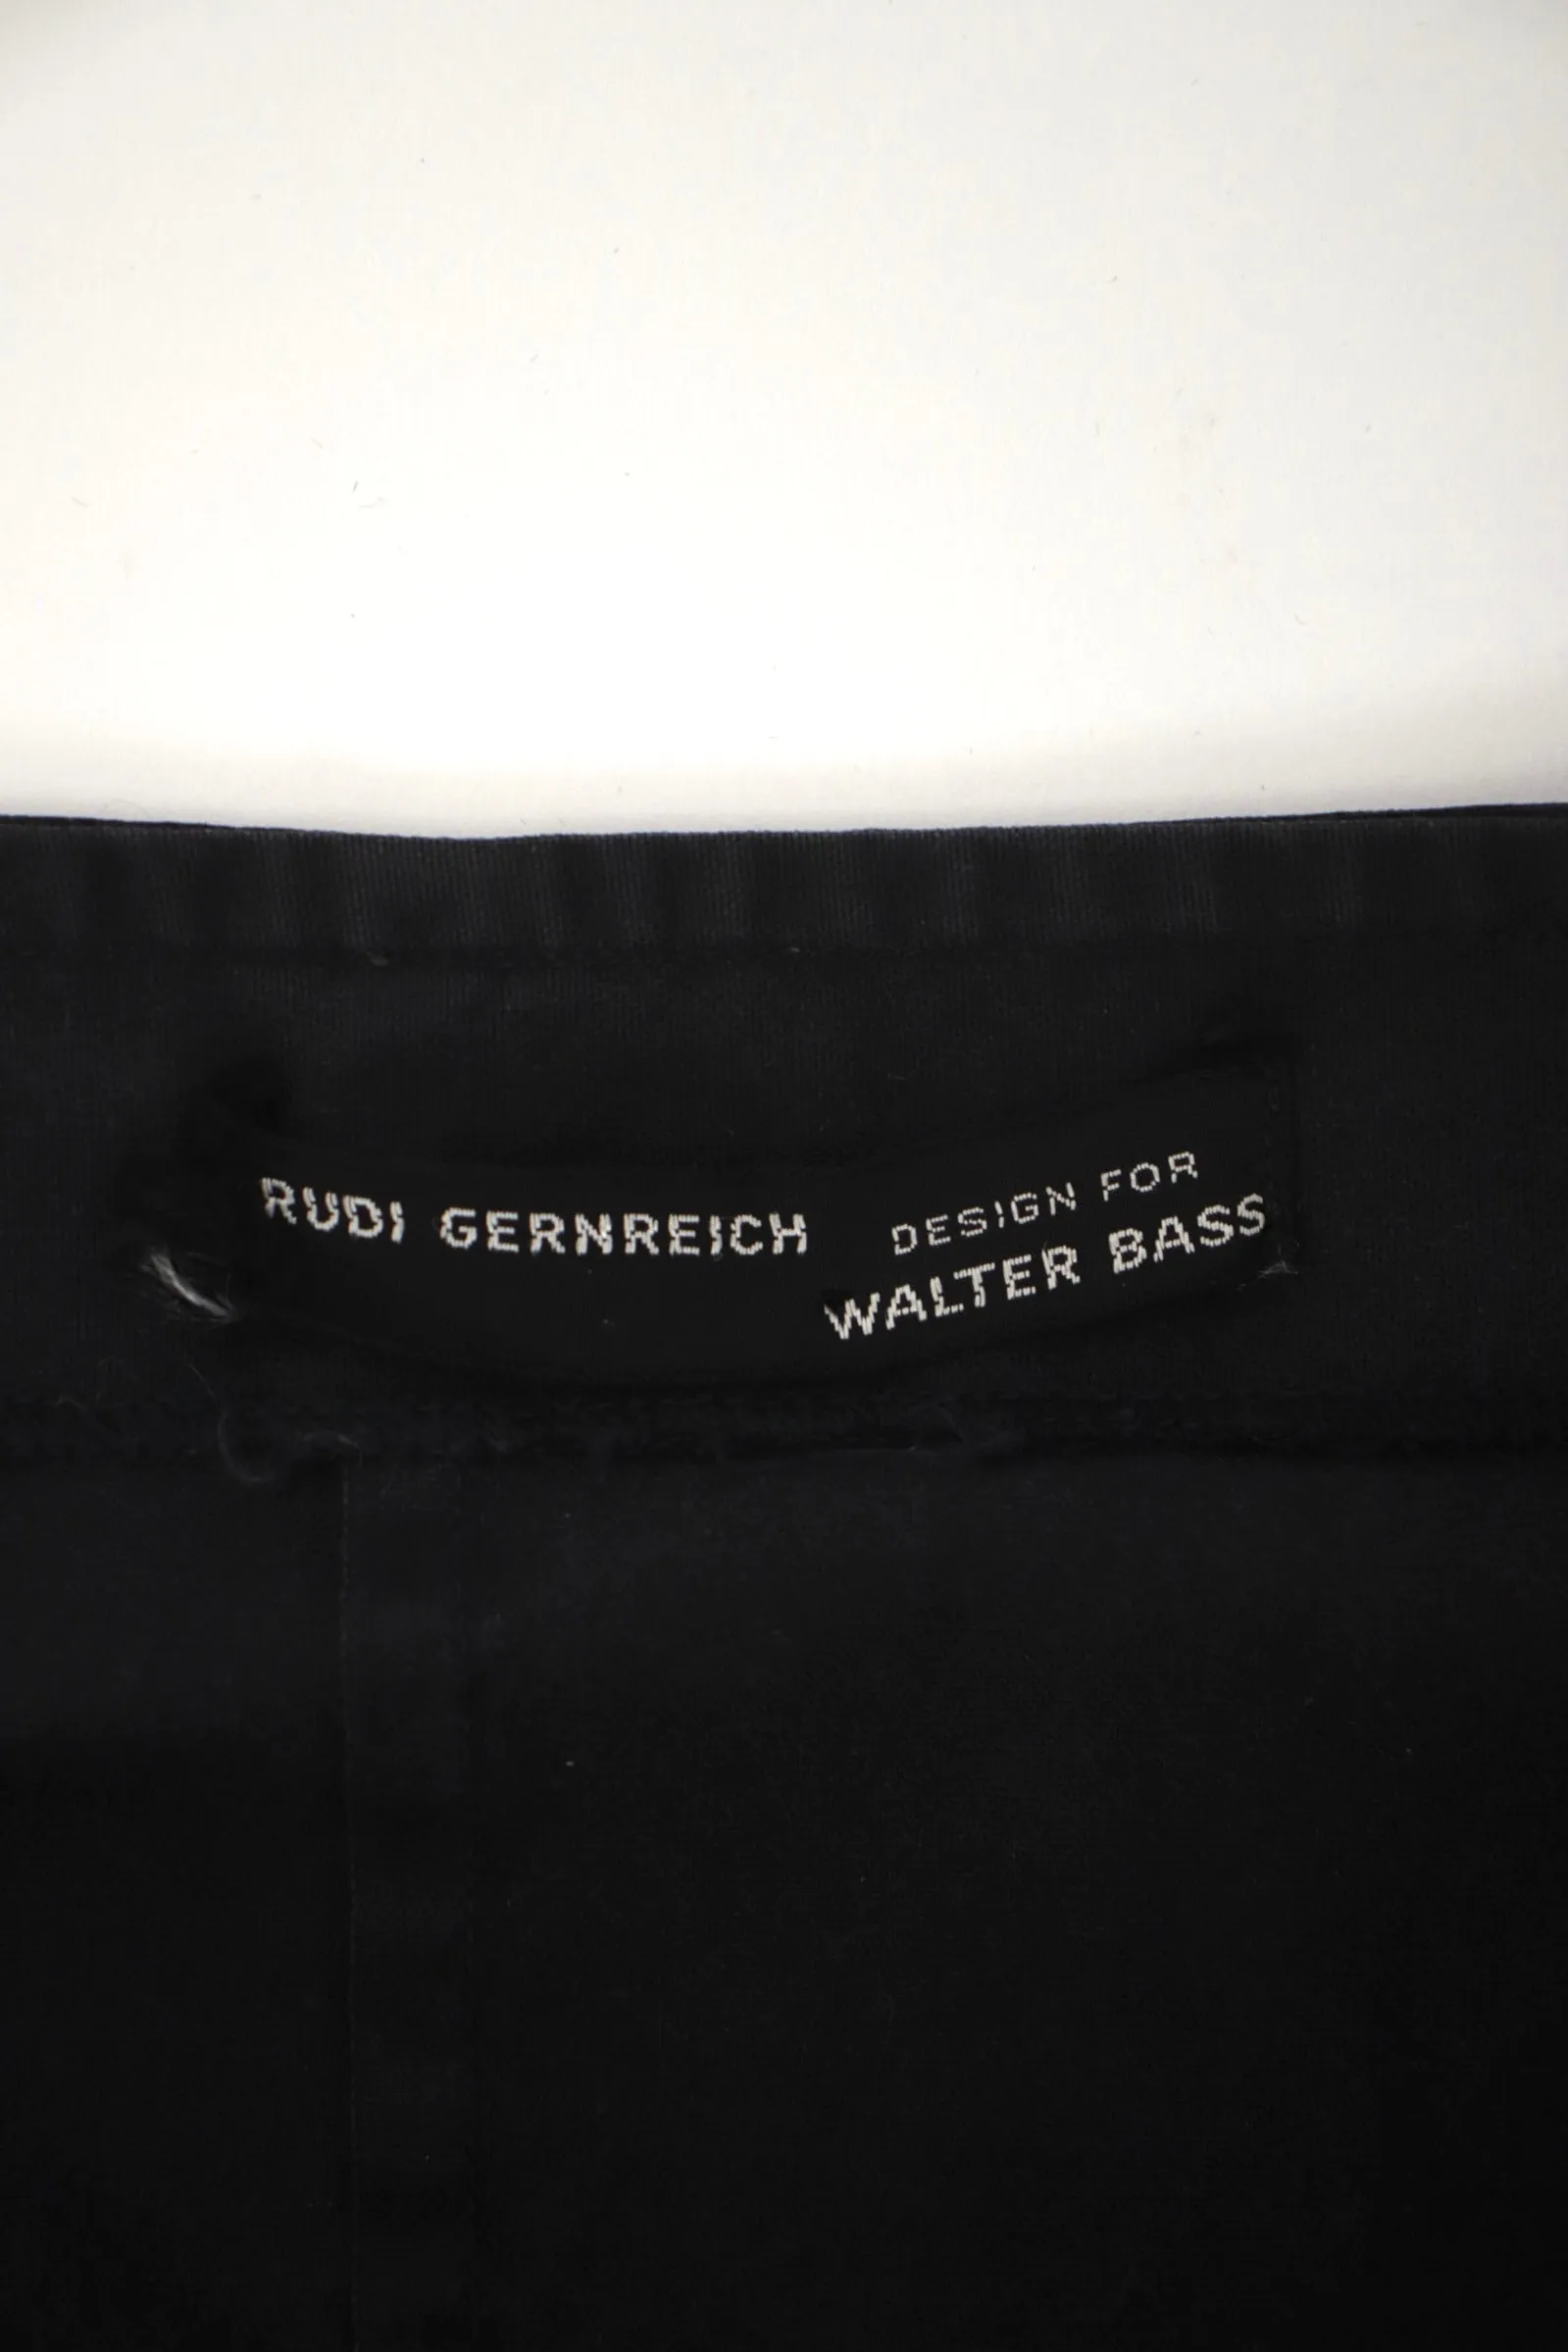 RUDI GERNREICH
DESIGN FOR
WALTER BASS